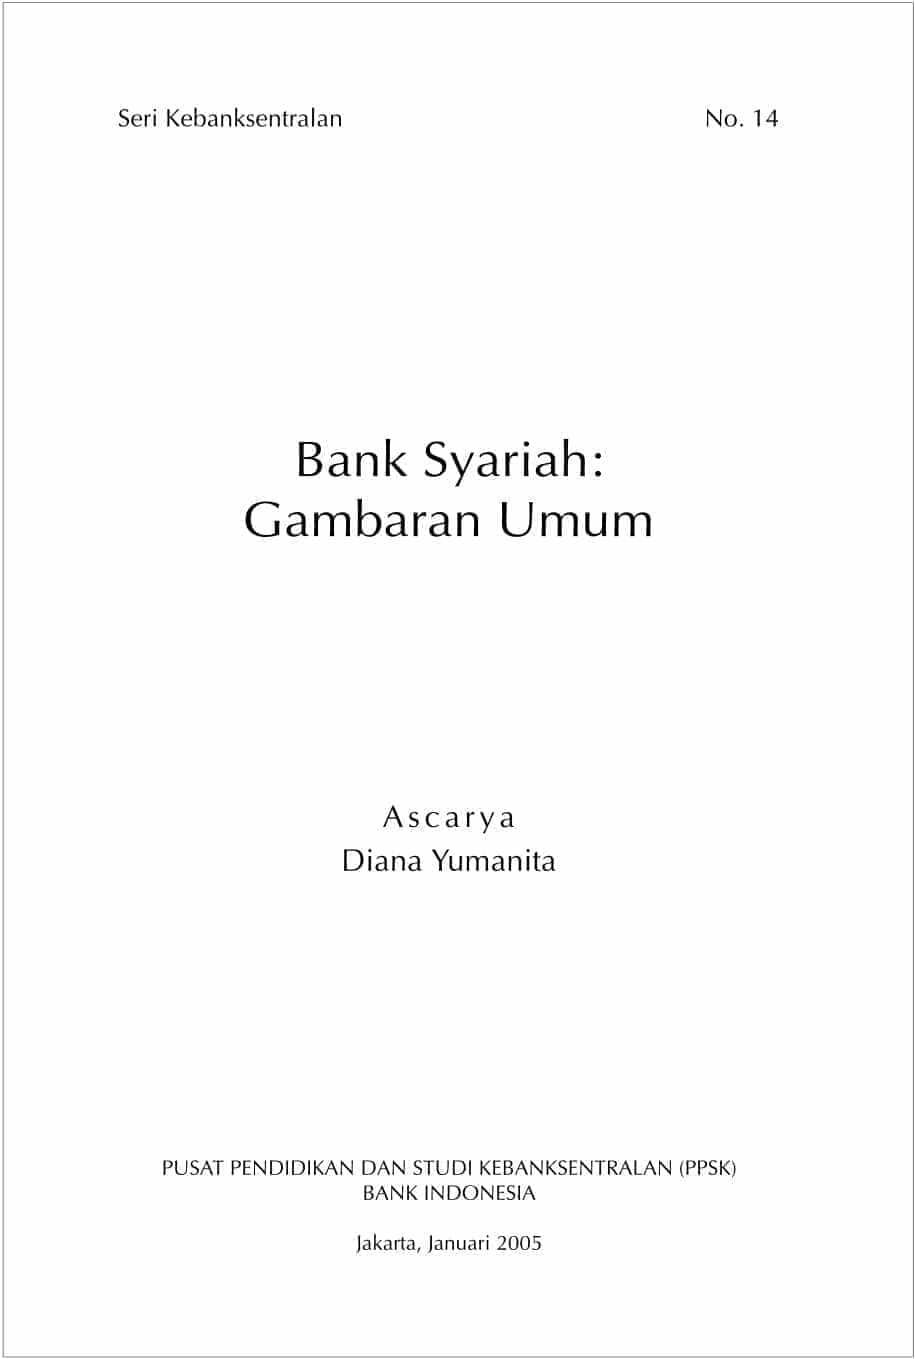 Seri Kebanksentralan No. 14
Bank Syariah:
Gambaran Umum
Ascarya
Diana Yumanita
PUSAT PENDIDIKAN DAN STUDI KEBANKSENTRALAN (PPSK)
BANK INDONESIA
Jakarta, Januari 2005